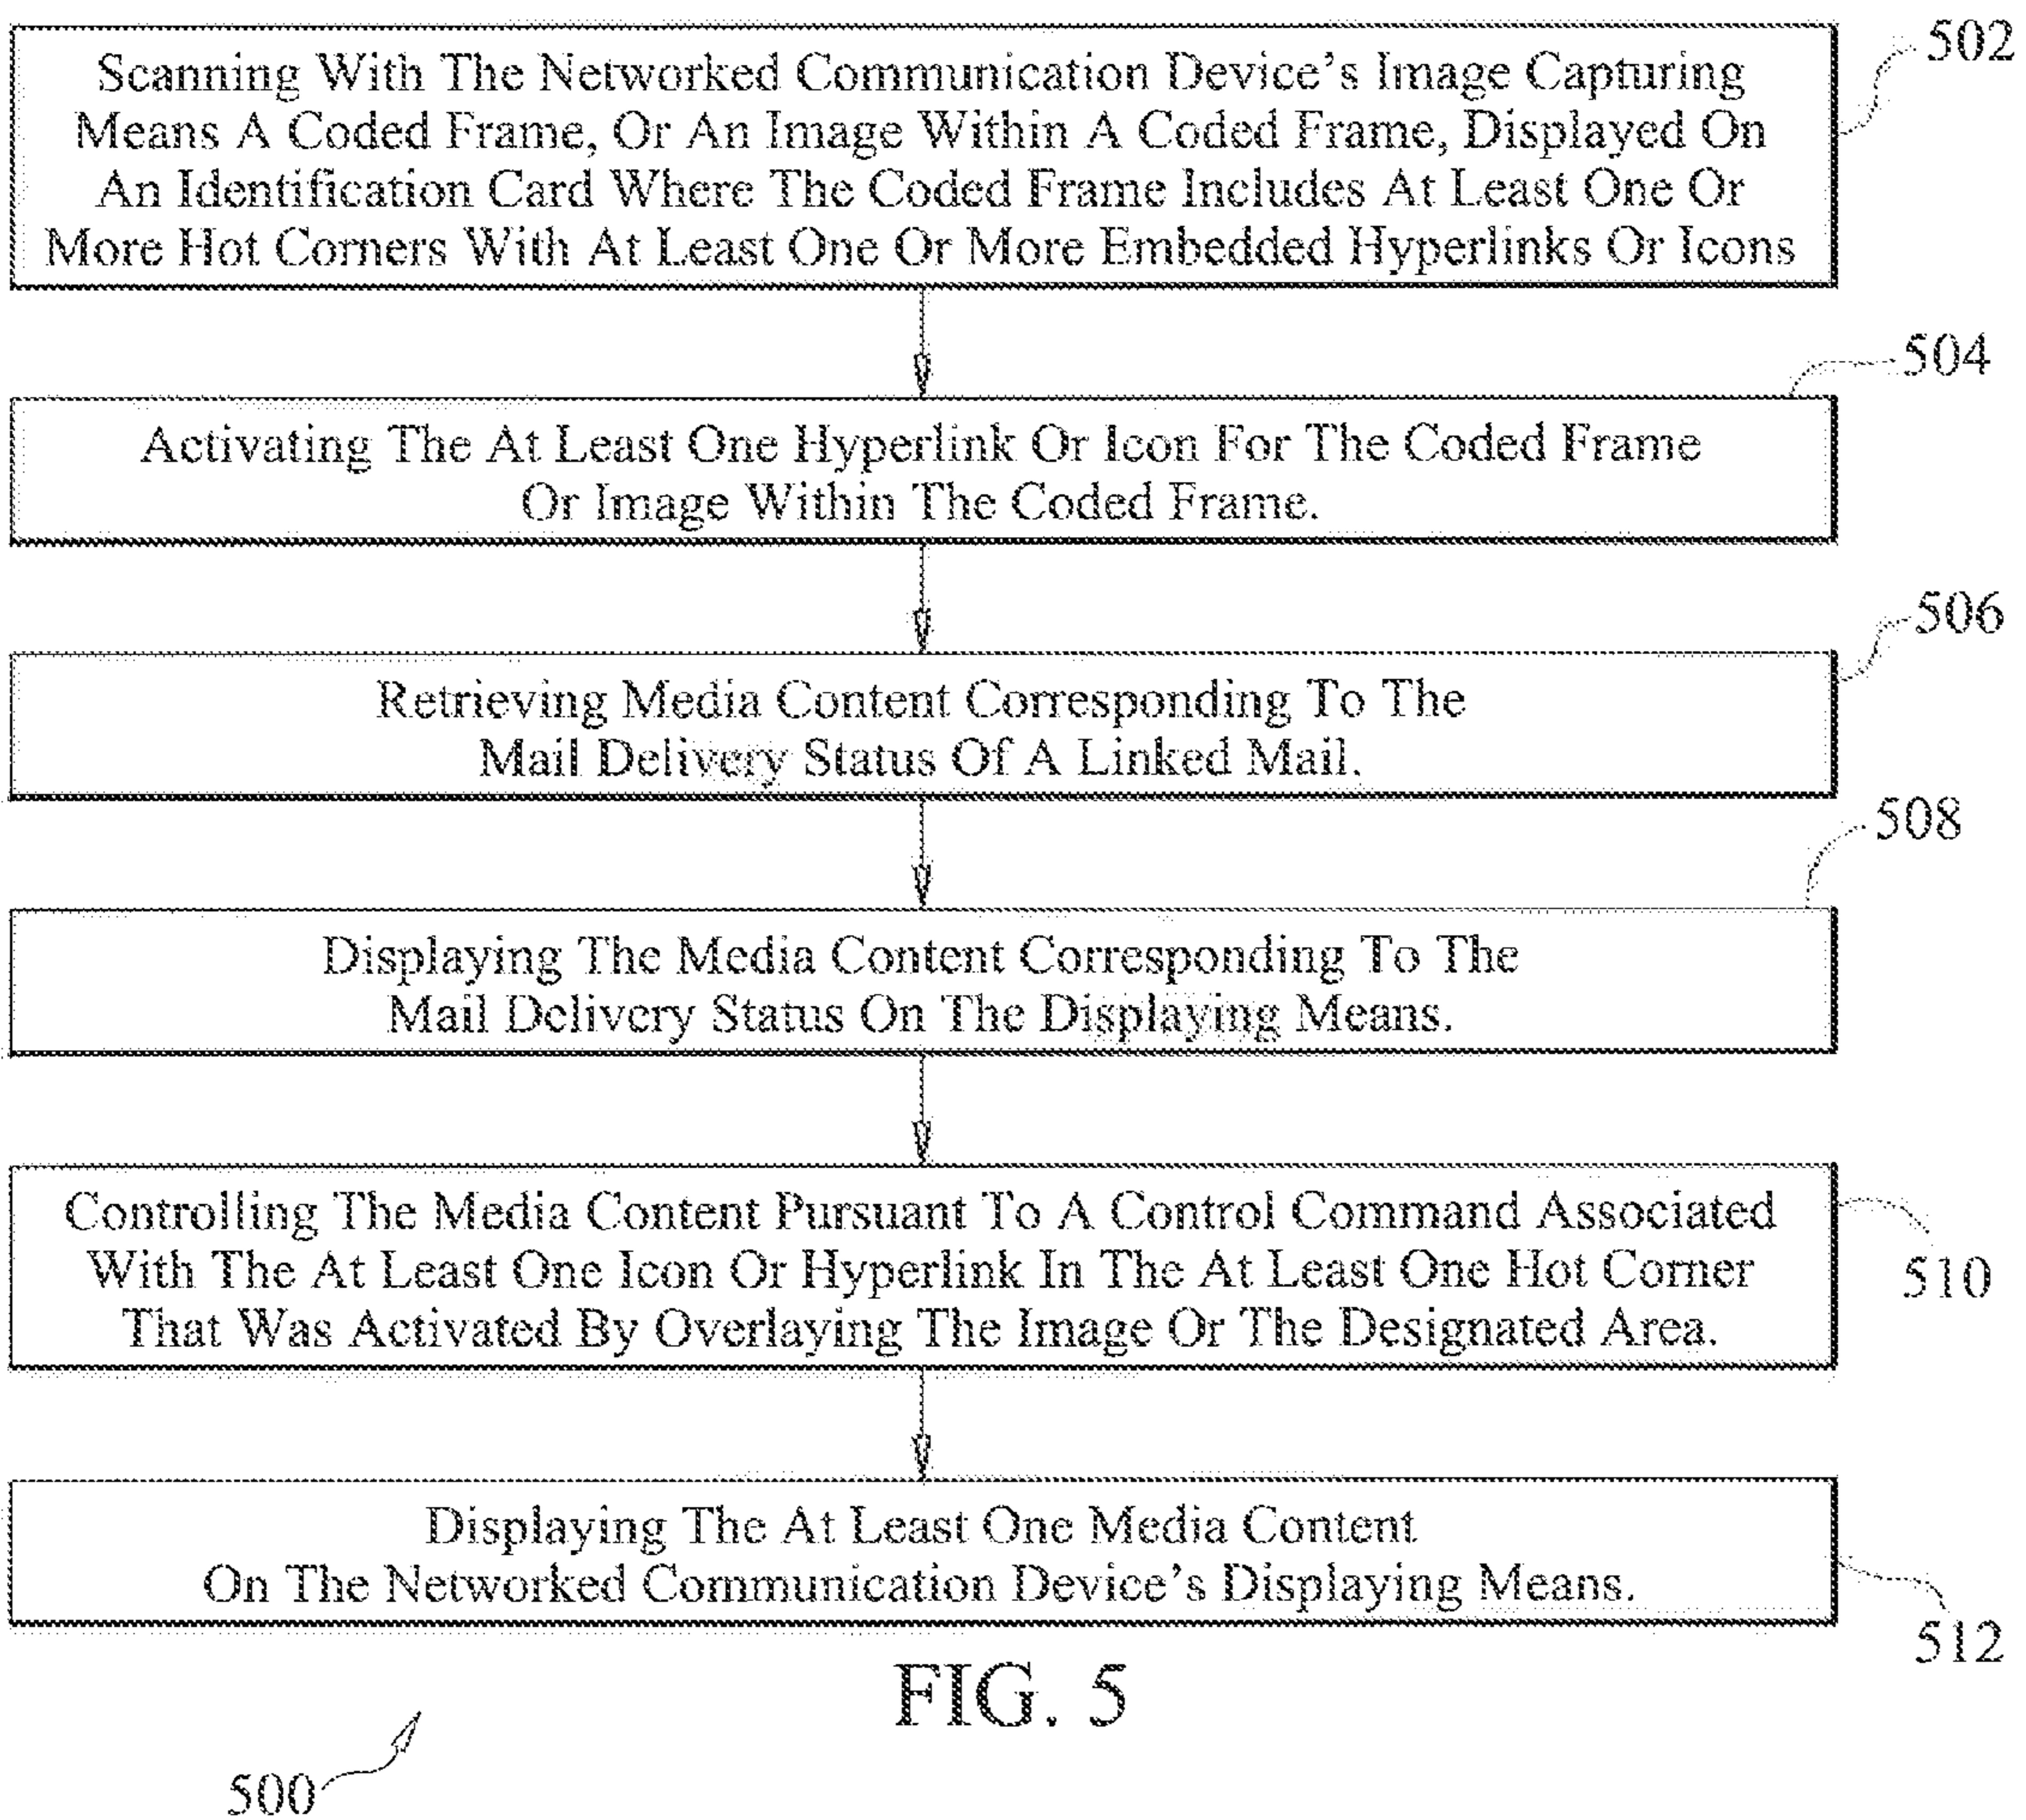 Scanning With The Networked Communication Device's Image Capturing
Means A Coded Frame, Or An Image Within A Coded Frame, Displayed On
An Identification Card Where The Coded Frame Includes At Least One Or
More Hot Corners With At Least One Or More Embedded Hyperlinks Or Icons
502
Activating The At Least One Hyperlink Or Icon For The Coded Frame
Or Image Within The Coded Frame.
504
Retrieving Media Content Corresponding To The
Mail Delivery Status Of A Linked Mail.
506
Displaying The Media Content Corresponding To The
Mail Delivery Status On The Displaying Means.
508
Controlling The Media Content Pursuant To A Control Command Associated
With The At Least One Icon Or Hyperlink In The At Least One Hot Corner
That Was Activated By Overlaying The Image Or The Designated Area.
510
Displaying The At Least One Media Content
On The Networked Communication Device's Displaying Means.
512
FIG. 5
500